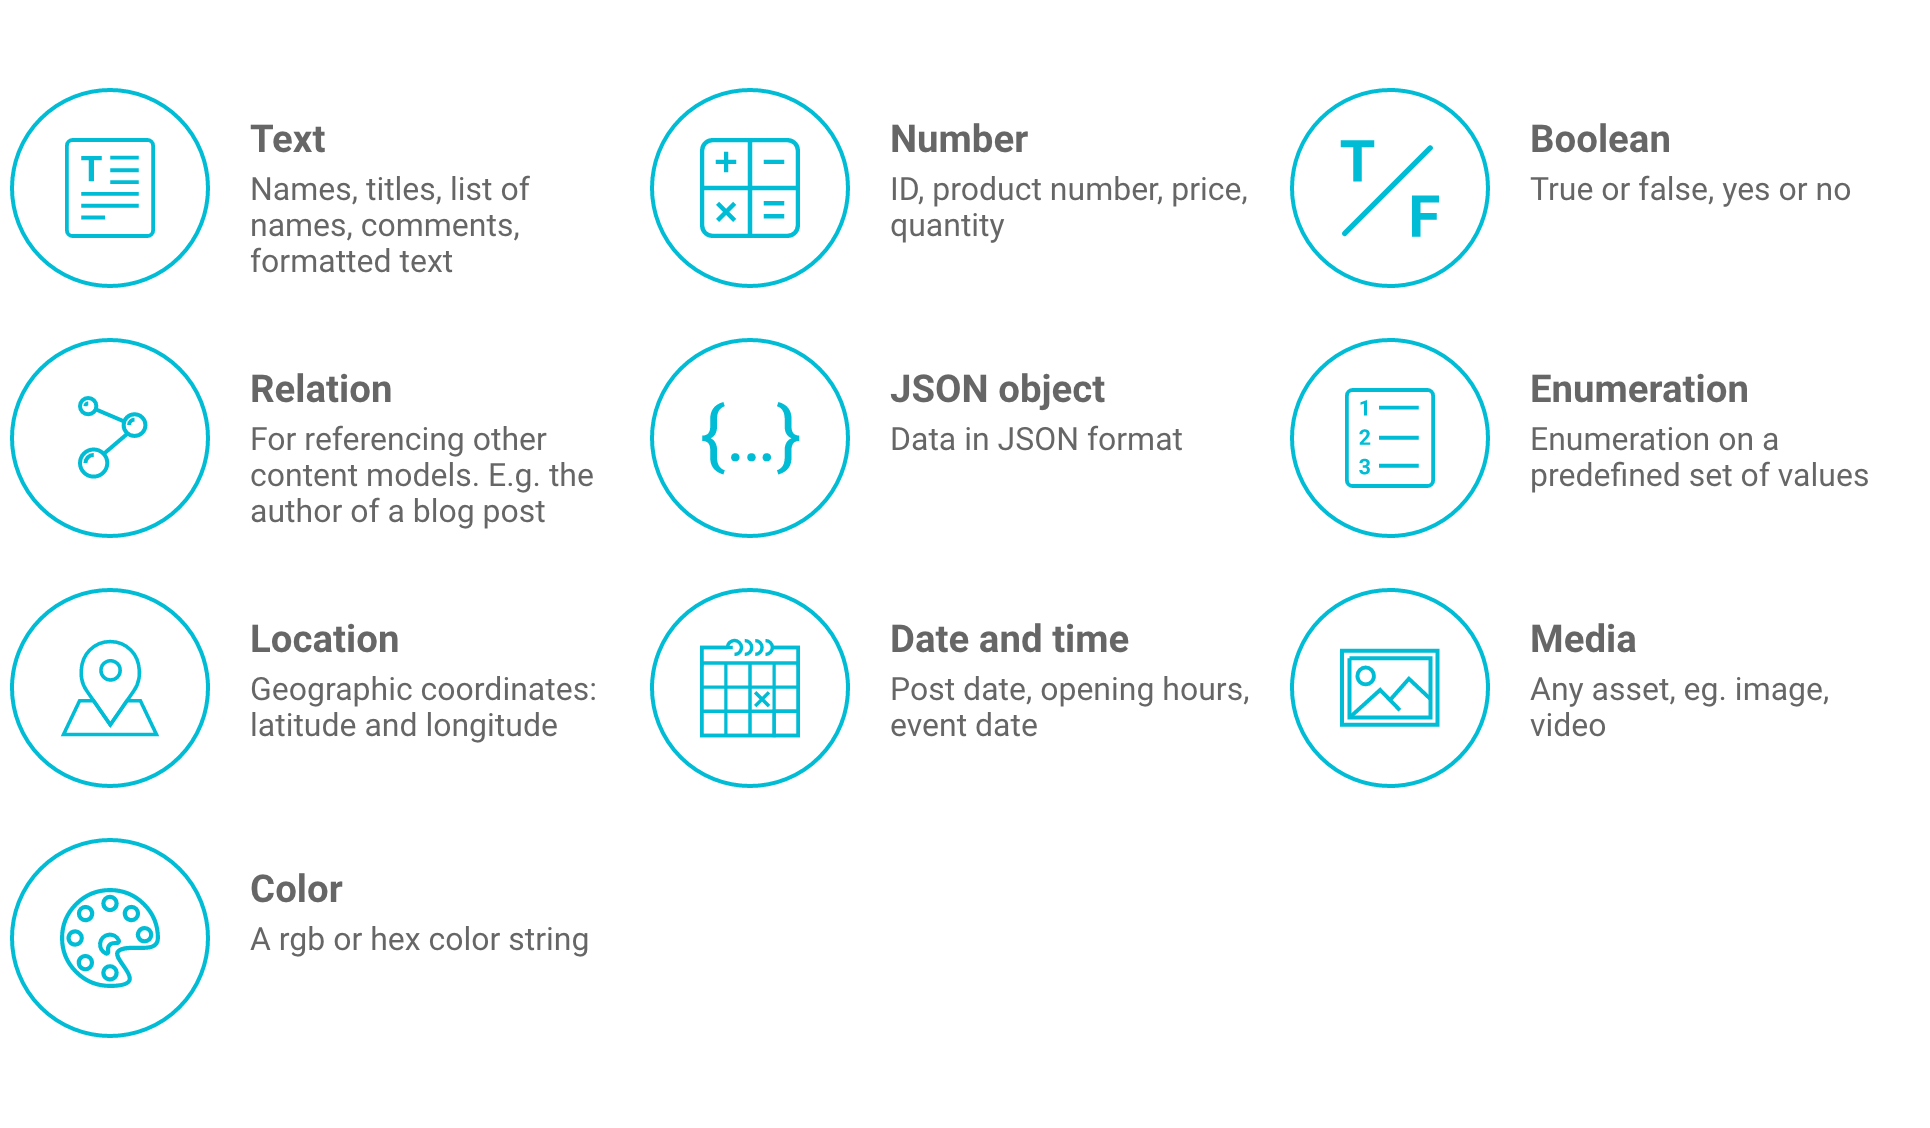 Text
Names, titles, list of
names, comments,
formatted text
Number
ID, product number, price,
quantity
T
F
Boolean
True or false, yes or no
Relation
For referencing other
content models. E.g. the
author of a blog post
{...}
JSON object
Data in JSON format
1
2
3
Enumeration
Enumeration on a
predefined set of values
Location
Geographic coordinates:
latitude and longitude
Date and time
Post date, opening hours,
event date
Media
Any asset, eg. image,
video
Color
A rgb or hex color string